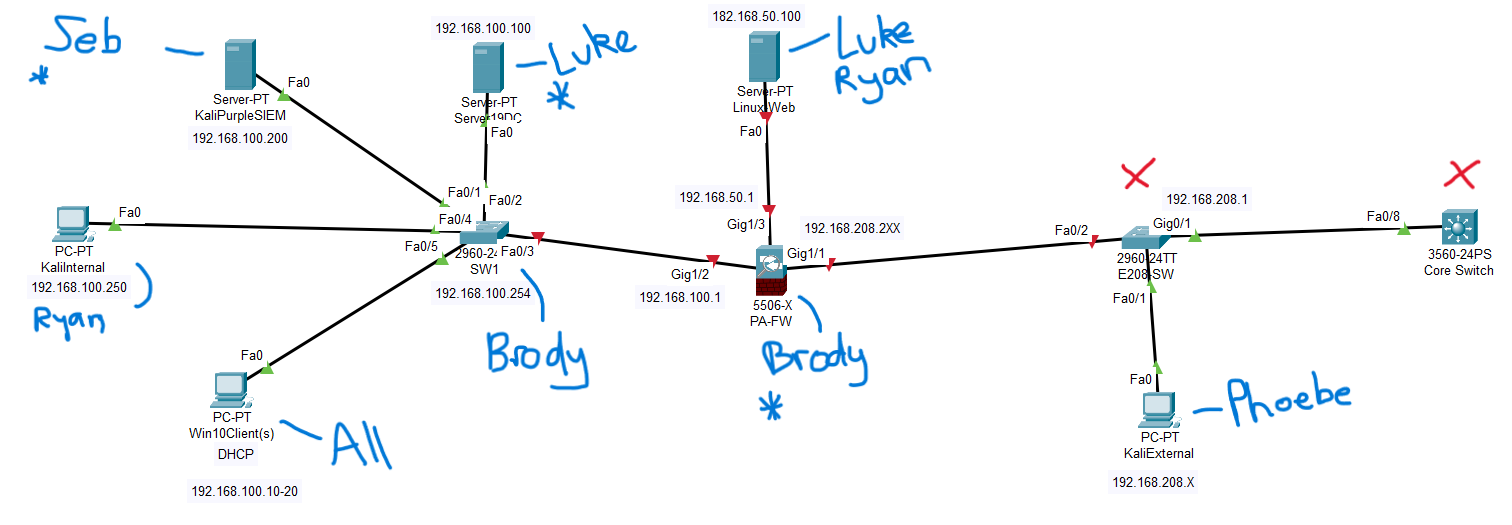 Seb
*
Fa0
Server-PT
KaliPurpleSIEM
192.168.100.200
192.168.100.100
Luke
*
Server-PT
Server19DC
Fa0
182.168.50.100
Luke
Ryan
Server-PT
Linux-Web
Fa0
Fa0
PC-PT
KaliInternal
192.168.100.250
Ryan
Fa0/1
Fa0/2
Fa0/4
Fa0/5
Fa0/3
SW1
192.168.100.254
Brody
Fa0
PC-PT
Win10Client(s)
DHCP
192.168.100.10-20
All
192.168.50.1
Gig1/3
192.168.208.2XX
Gig1/1
Gig1/2
192.168.100.1
5506-X
PA-FW
Brody
*
192.168.208.1
Fa0/2
Gig0/1
2960-24TT
E208-SW
Fa0/1
Fa0/8
3560-24PS
Core Switch
Fa0
PC-PT
KaliExternal
192.168.208.X
Phoebe